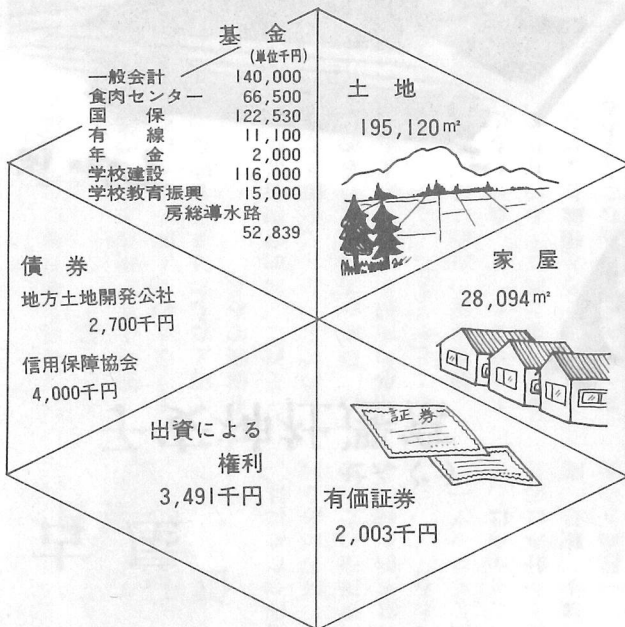 基金
(単位千円)
一般会計 140,000
食肉センター 66,500
国保 122,530
有線 11,100
年金 2,000
学校建設 116,000
学校教育振興 15,000
房総導水路
52,839
土地
195,120㎡
家屋
28,094㎡
債券
地方土地開発公社
2,700千円
信用保障協会
4,000千円
出資による
権利
3,491千円
証券
有価証券
2,003千円